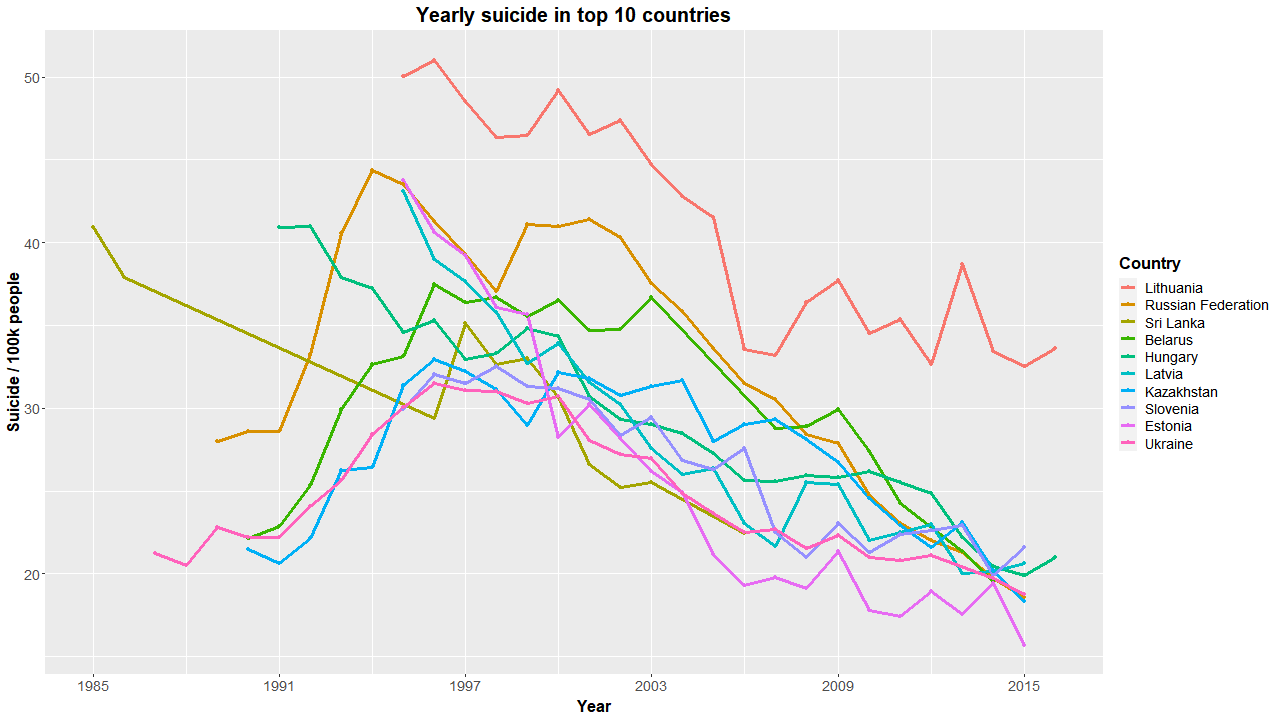 Yearly suicide in top 10 countries
Suicide / 100k people
50
40
30
20
1985
1991
1997
2003
2009
2015
Year
Country
Lithuania
Russian Federation
Sri Lanka
Belarus
Hungary
Latvia
Kazakhstan
Slovenia
Estonia
Ukraine